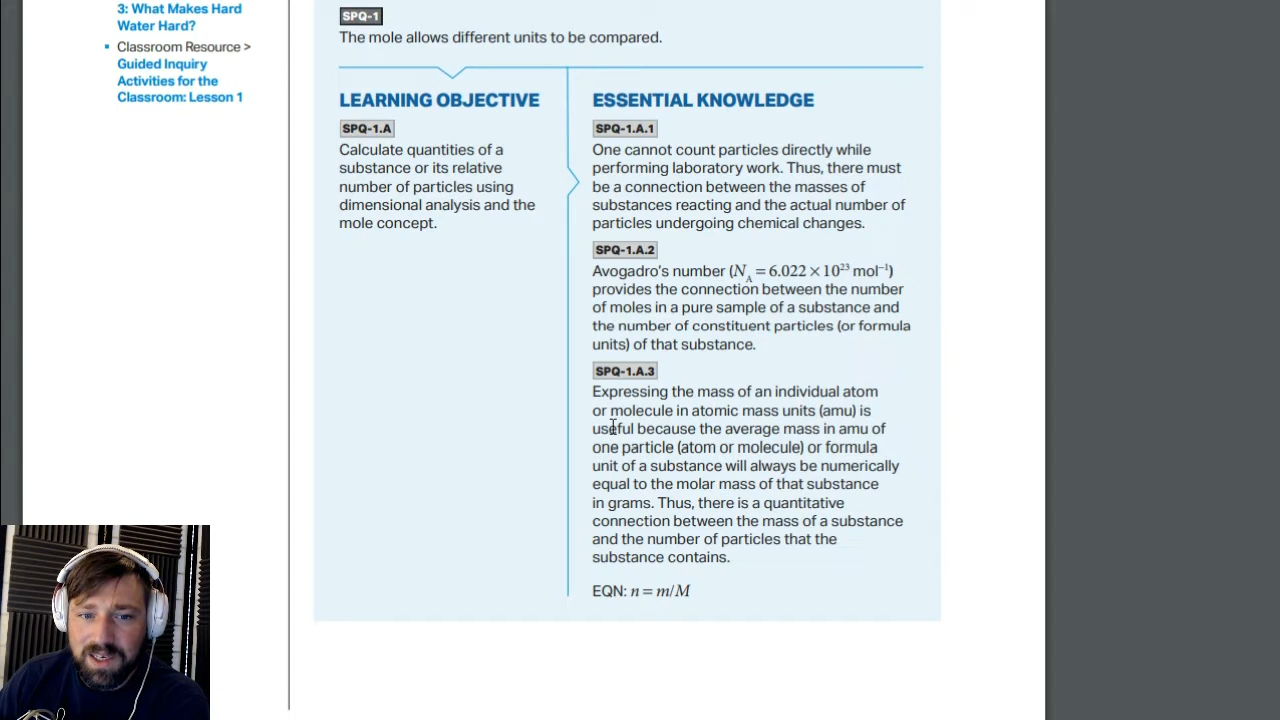 3: What Makes Hard
Water Hard?
▪ Classroom Resource >
Guided Inquiry
Activities for the
Classroom: Lesson 1
SPQ-1
The mole allows different units to be compared.
LEARNING OBJECTIVE
SPQ-1.A
Calculate quantities of a
substance or its relative
number of particles using
dimensional analysis and the
mole concept.
ESSENTIAL KNOWLEDGE
SPQ-1.A.1
One cannot count particles directly while
performing laboratory work. Thus, there must
be a connection between the masses of
substances reacting and the actual number of
particles undergoing chemical changes.
SPQ-1.A.2
Avogadro’s number (N_A = 6.022 × 10²³ mol⁻¹)
provides the connection between the number
of moles in a pure sample of a substance and
the number of constituent particles (or formula
units) of that substance.
SPQ-1.A.3
Expressing the mass of an individual atom
or molecule in atomic mass units (amu) is
useful because the average mass in amu of
one particle (atom or molecule) or formula
unit of a substance will always be numerically
equal to the molar mass of that substance
in grams. Thus, there is a quantitative
connection between the mass of a substance
and the number of particles that the
substance contains.
EQN: n = m/M